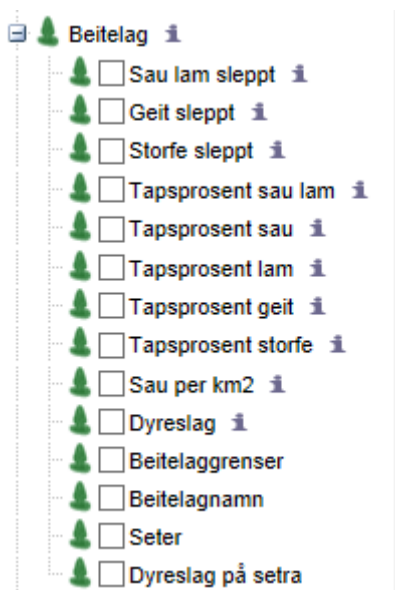 Beitelag
Sau lam sleppt
Geit sleppt
Storfe sleppt
Tapsprosent sau lam
Tapsprosent sau
Tapsprosent lam
Tapsprosent geit
Tapsprosent storfe
Sau per km2
Dyreslag
Beitelaggrenser
Beitelagnamn
Seter
Dyreslag på setra